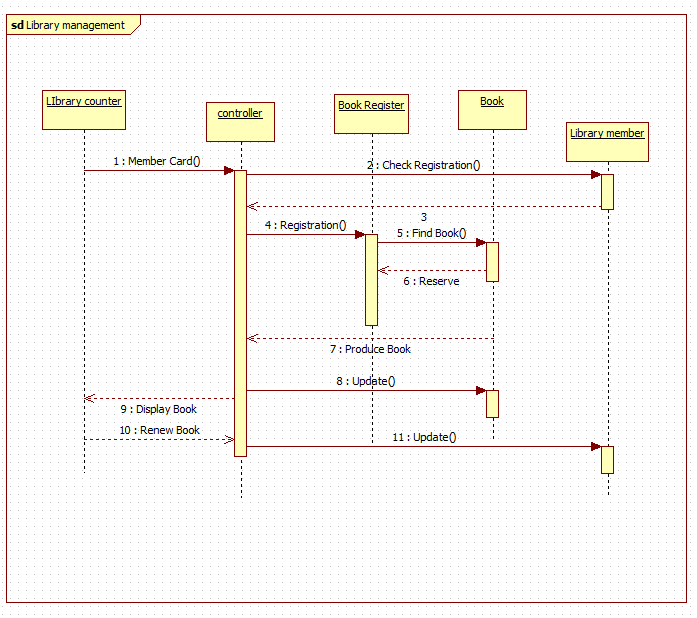 sd Library management
LIbrary counter
controller
Book Register
Book
Library member
1 : Member Card()
2 : Check Registration()
3
4 : Registration()
5 : Find Book()
6 : Reserve
7 : Produce Book
8 : Update()
9 : Display Book
10 : Renew Book
11 : Update()